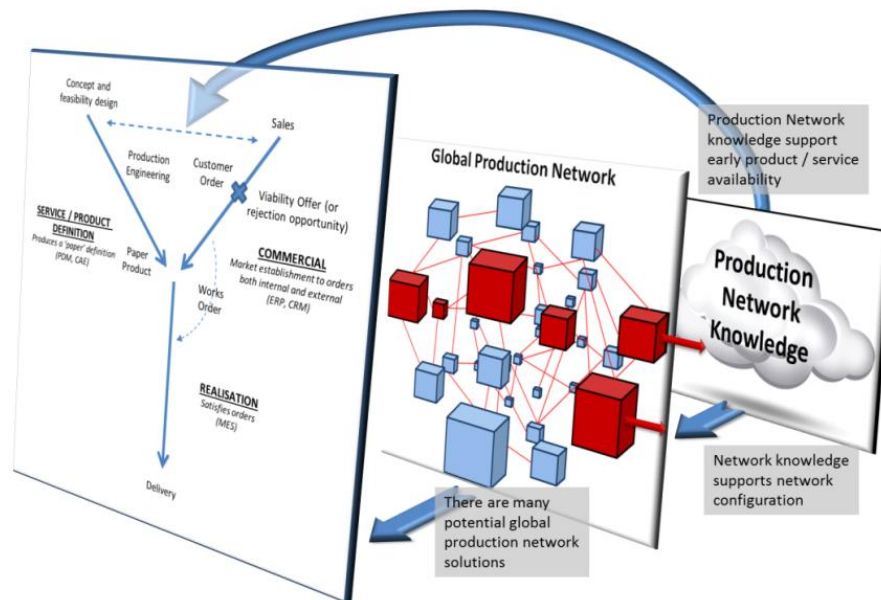 Concept and
feasibility design
Sales
Production
Engineering
Customer
Order
Viability Offer (or
rejection opportunity)
SERVICE / PRODUCT
DEFINITION
Produces a 'paper' definition
(PDM, CAE)
Paper
Product
COMMERCIAL
Market establishment to orders
both internal and external
(ERP, CRM)
Works
Order
REALISATION
Satisfies orders
(MES)
Delivery
Global Production Network
There are many
potential global
production network
solutions
Production Network
knowledge support
early product / service
availability
Production
Network
Knowledge
Network knowledge
supports network
configuration